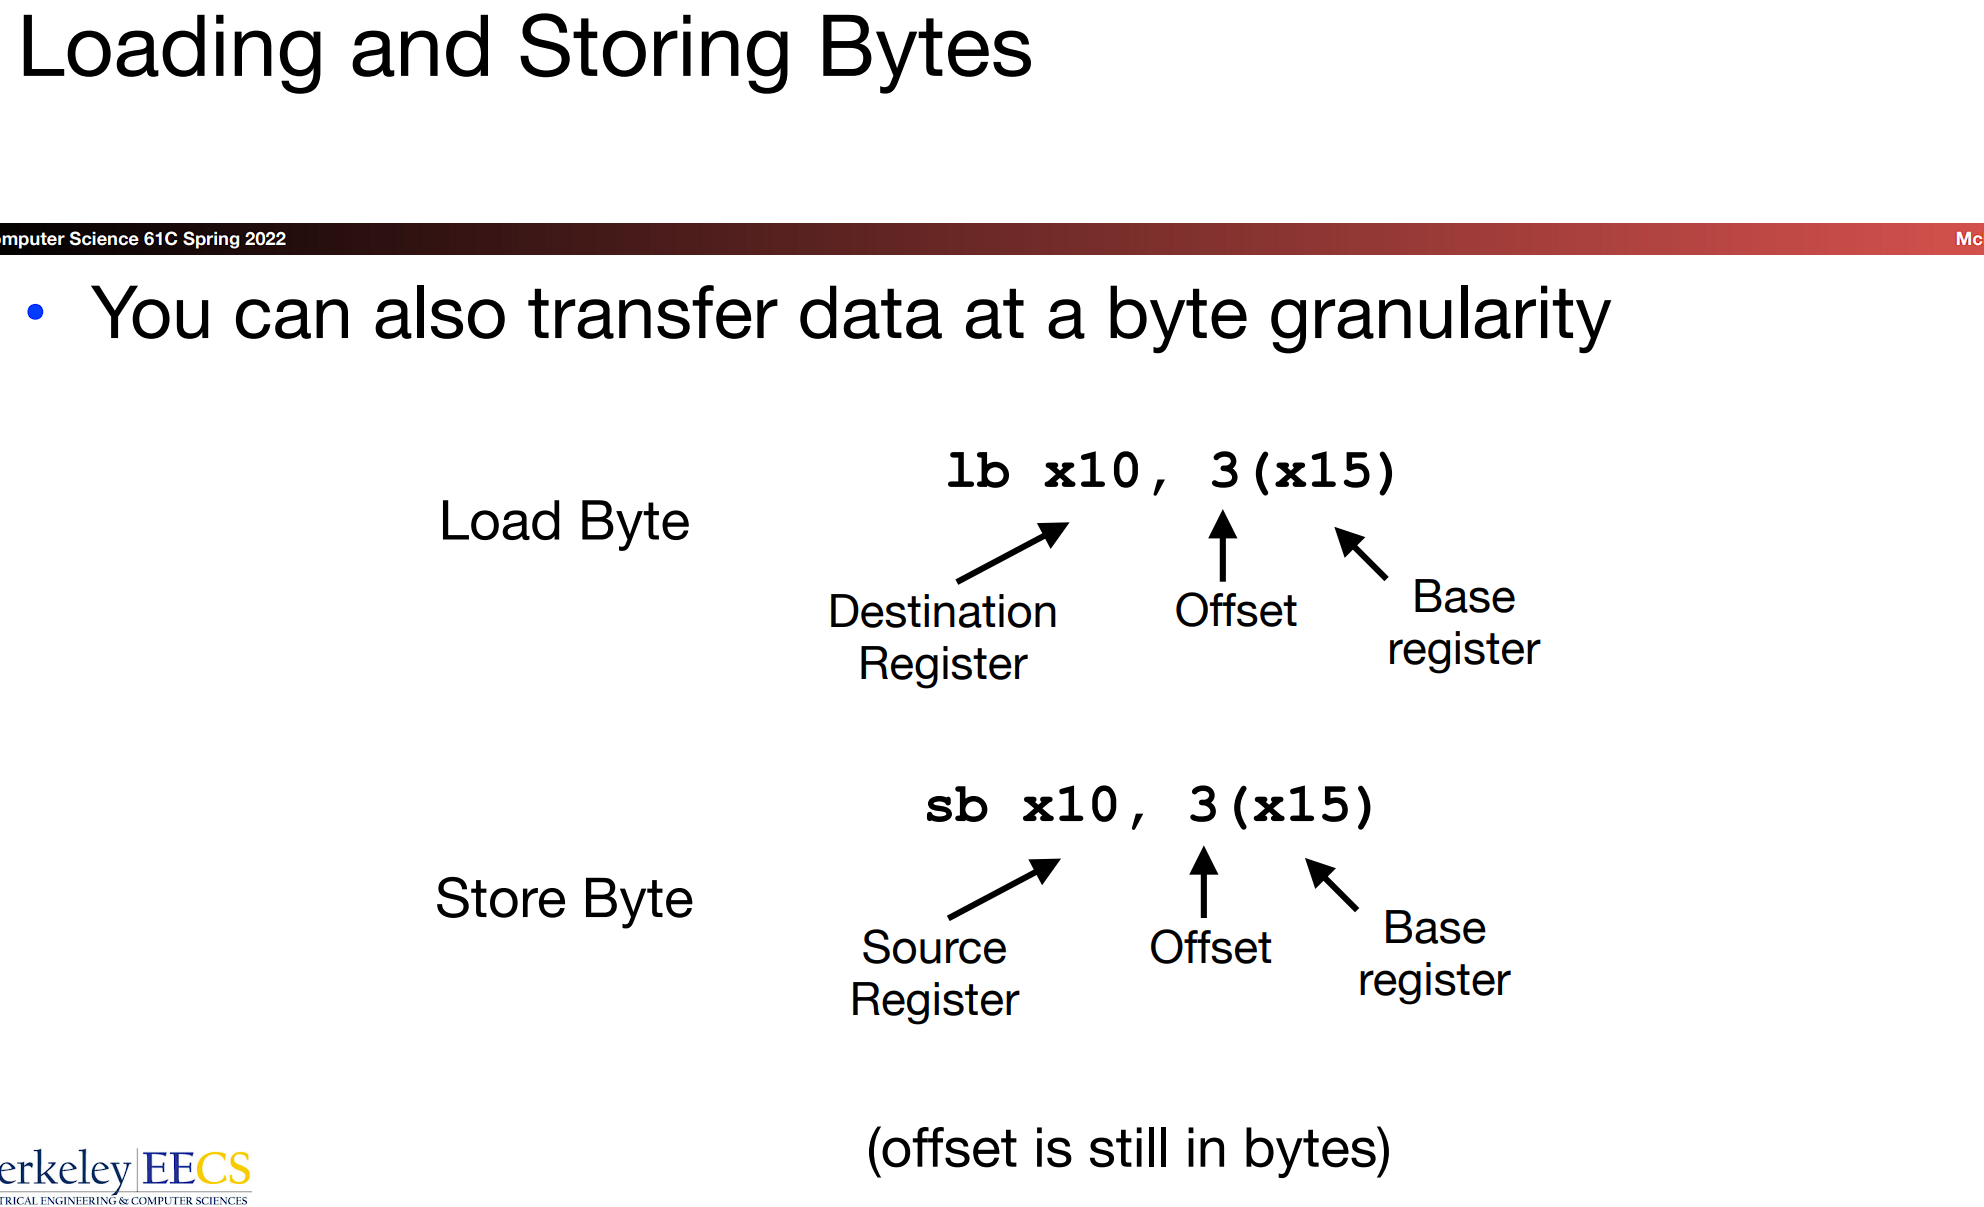 Loading and Storing Bytes
mputer Science 61C Spring 2022
Mc
• You can also transfer data at a byte granularity
lb x10, 3(x15)
Load Byte
Destination
Register
Offset
Base
register
sb x10, 3(x15)
Store Byte
Source
Register
Offset
Base
register
(offset is still in bytes)
erkeley EECS
TRICAL ENGINEERING & COMPUTER SCIENCES